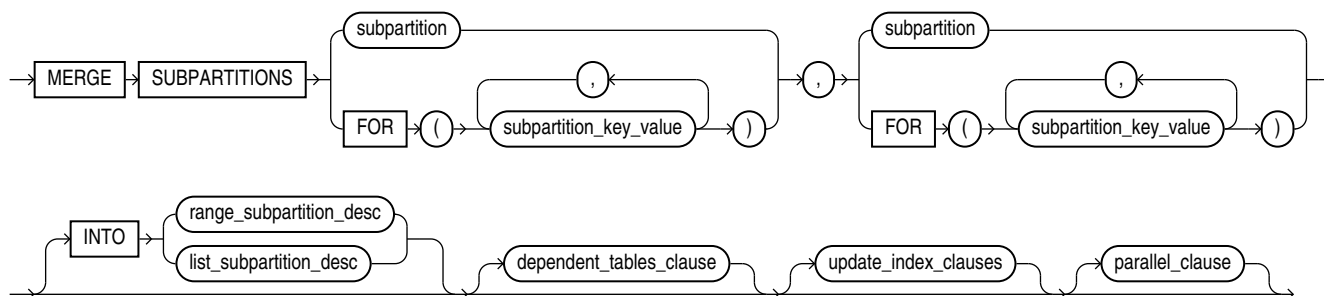 subpartition subpartition
MERGE SUBPARTITIONS , , ,
FOR ( subpartition_key_value ) FOR ( subpartition_key_value )
range_subpartition_desc
INTO
list_subpartition_desc dependent_tables_clause update_index_clauses parallel_clause